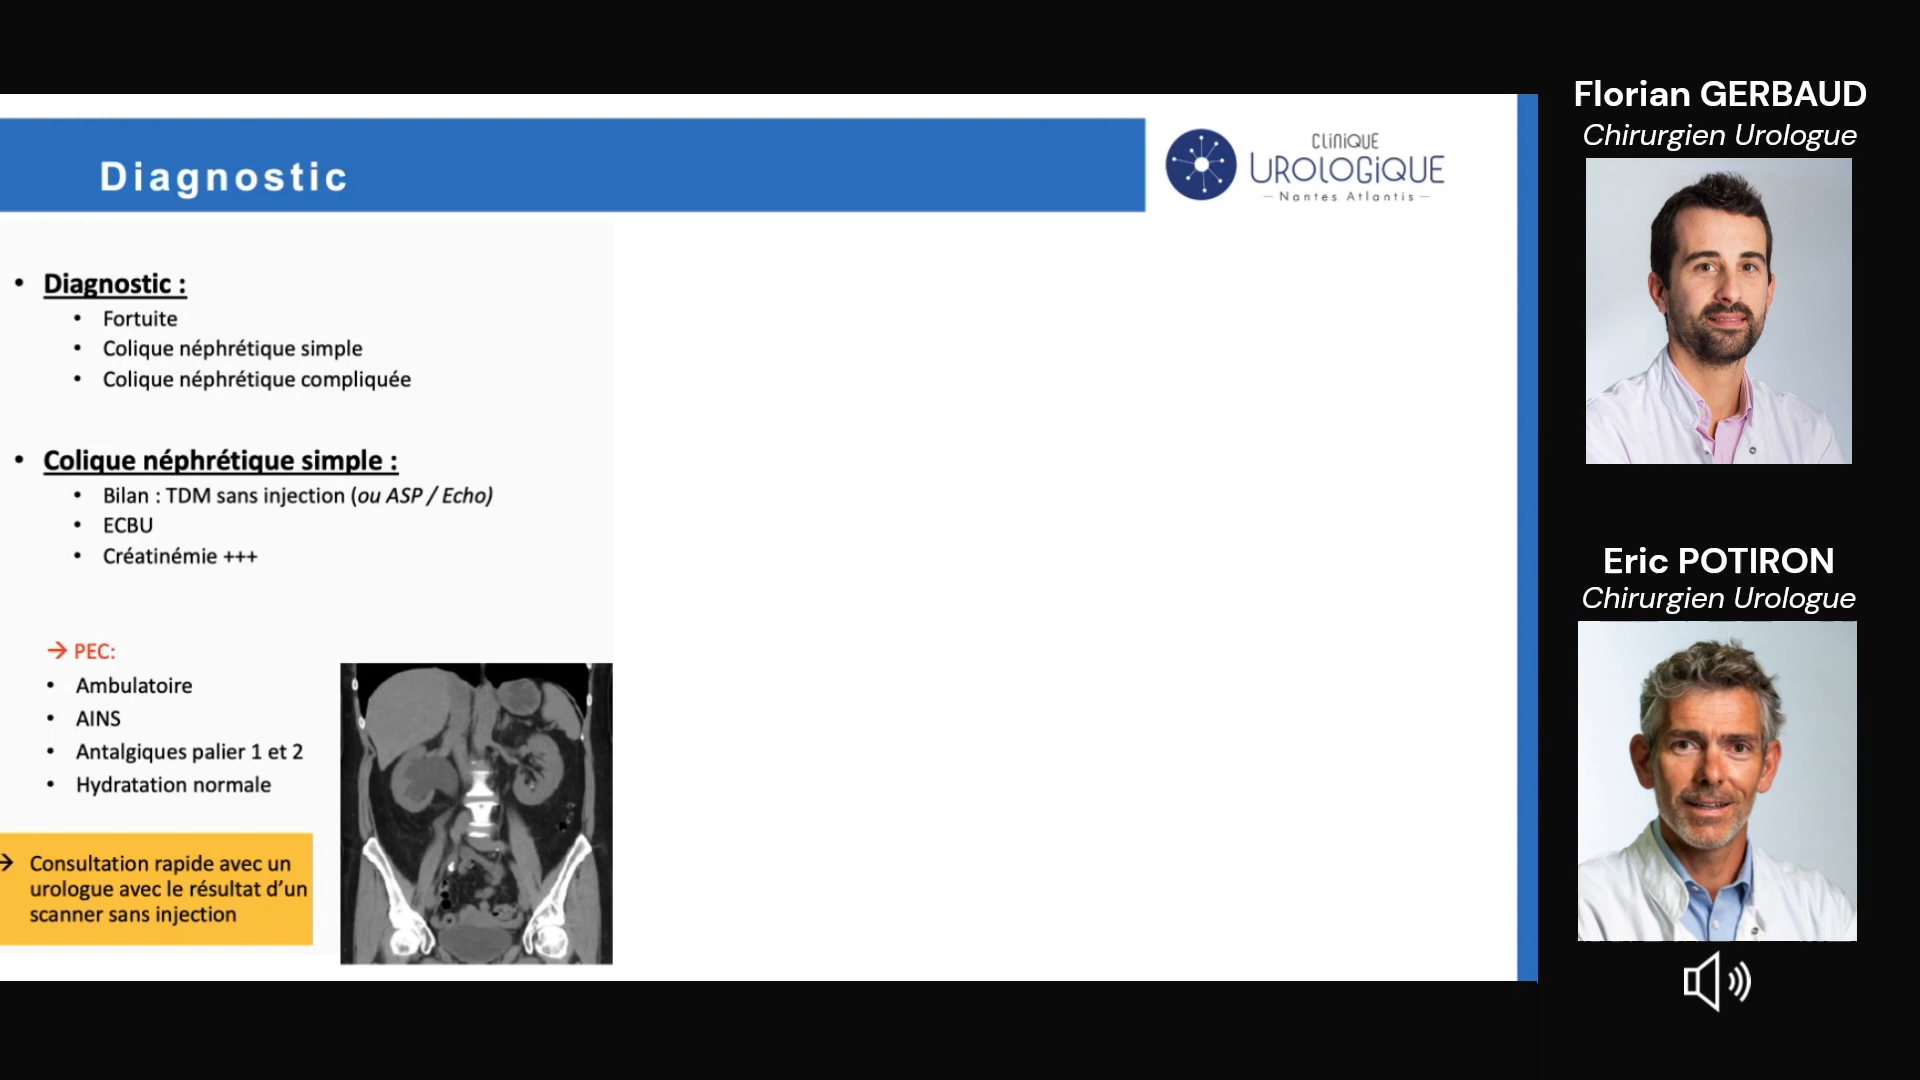 Diagnostic
CLINIQUE
UROLOGIQUE
– Nantes Atlantis –
• Diagnostic :
• Fortuite
• Colique néphrétique simple
• Colique néphrétique compliquée
• Colique néphrétique simple :
• Bilan : TDM sans injection (ou ASP / Echo)
• ECBU
• Créatinémie +++
→ PEC:
• Ambulatoire
• AINS
• Antalgiques palier 1 et 2
• Hydratation normale
→ Consultation rapide avec un
urologue avec le résultat d’un
scanner sans injection
Florian GERBAUD
Chirurgien Urologue
Eric POTIRON
Chirurgien Urologue